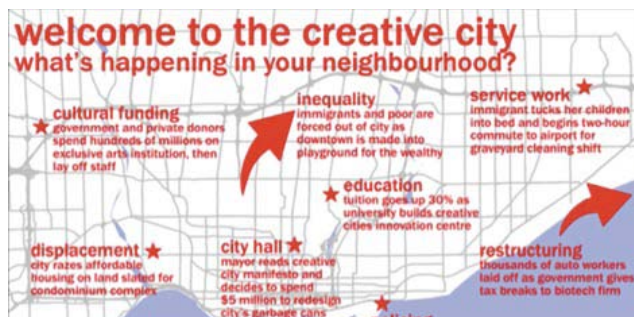 welcome to the creative city
what's happening in your neighbourhood?
cultural funding
government and private donors
spend hundreds of millions on
exclusive arts institution, then
lay off staff
inequality
immigrants and poor are
forced out of city as
downtown is made into
playground for the wealthy
service work
immigrant tucks her children
into bed and begins two-hour
commute to airport for
graveyard cleaning shift
education
tuition goes up 30% as
university builds creative
cities innovation centre
displacement
city razes affordable
housing on land slated for
condominium complex
city hall
mayor reads creative
city manifesto and
decides to spend
$5 million to redesign
city's garbage cans
restructuring
thousands of auto workers
laid off as government gives
tax breaks to biotech firm